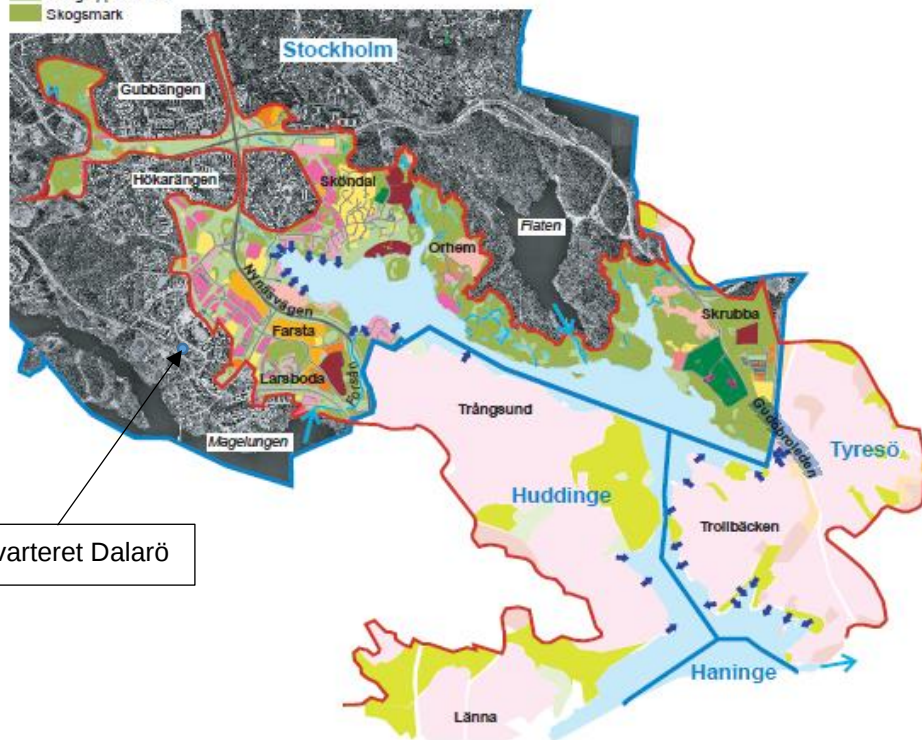 Skogsmark
Stockholm
Gubbängen
Hökarängen
Sköndal
Flaten
Orhem
Nynäsvägen
Skrubba
Farsta
Larsboda
Forsån
Trångsund
Gudöbroleden
Magelungen
Tyresö
Huddinge
Trollbäcken
varteret Dalarö
Haninge
Länna